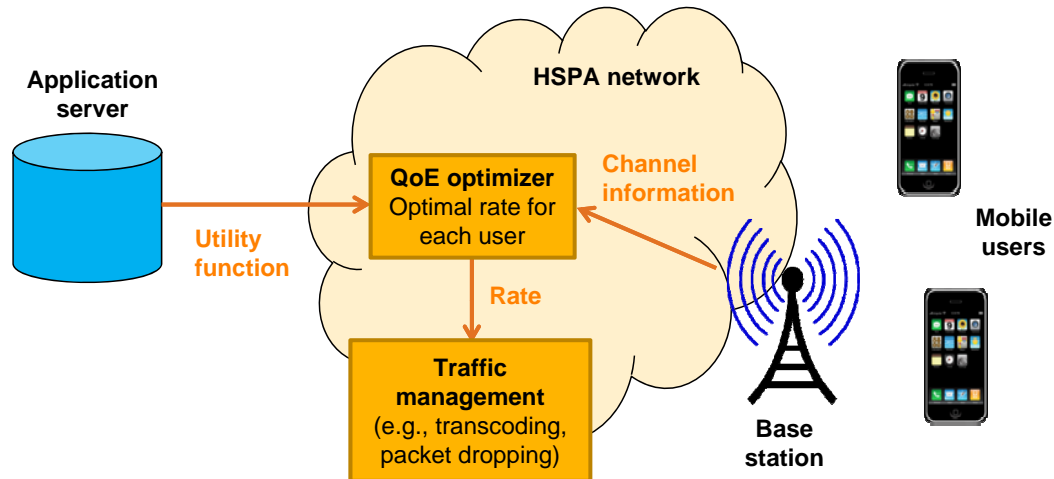 Application
server
HSPA network
QoE optimizer
Optimal rate for
each user
Channel
information
Utility
function
Mobile
users
Rate
Traffic
management
(e.g., transcoding,
packet dropping)
Base
station